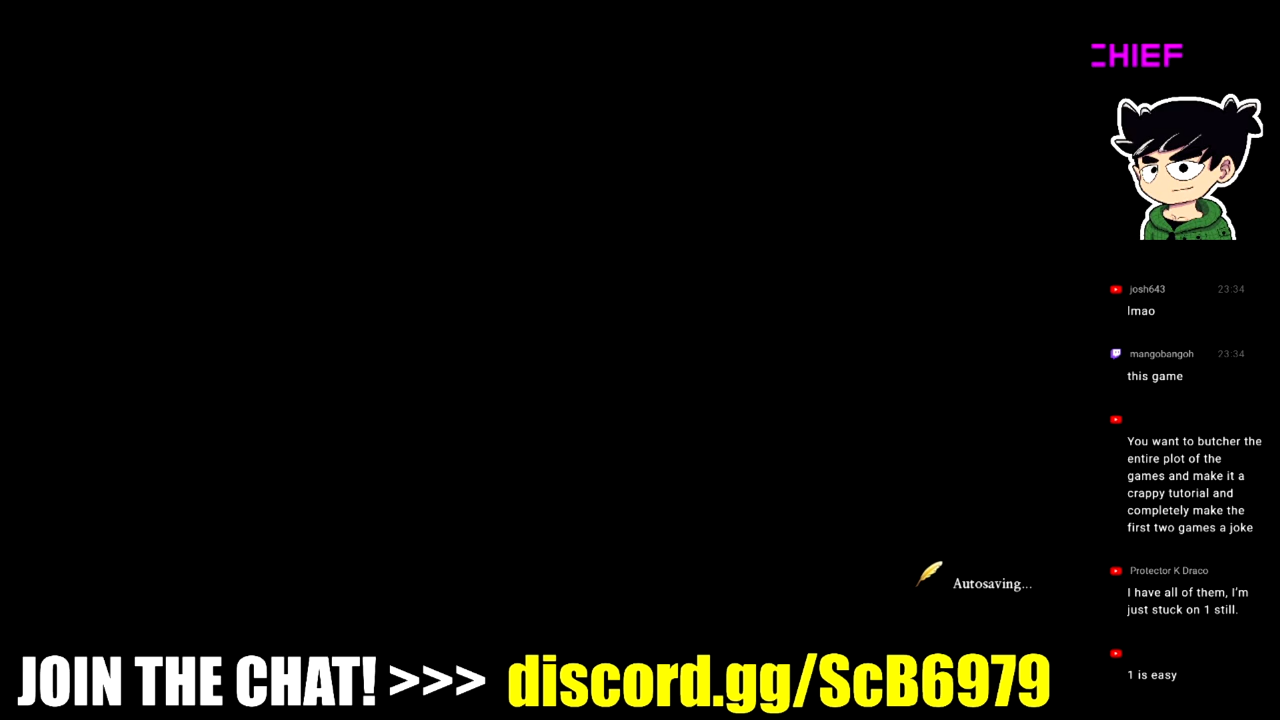 CHIEF
josh643 23:34
lmao
mangobangoh 23:34
this game
You want to butcher the
entire plot of the
games and make it a
crappy tutorial and
completely make the
first two games a joke
Protector K Draco
I have all of them, I'm
just stuck on 1 still.
1 is easy
Autosaving...
JOIN THE CHAT! >>> discord.gg/ScB6979